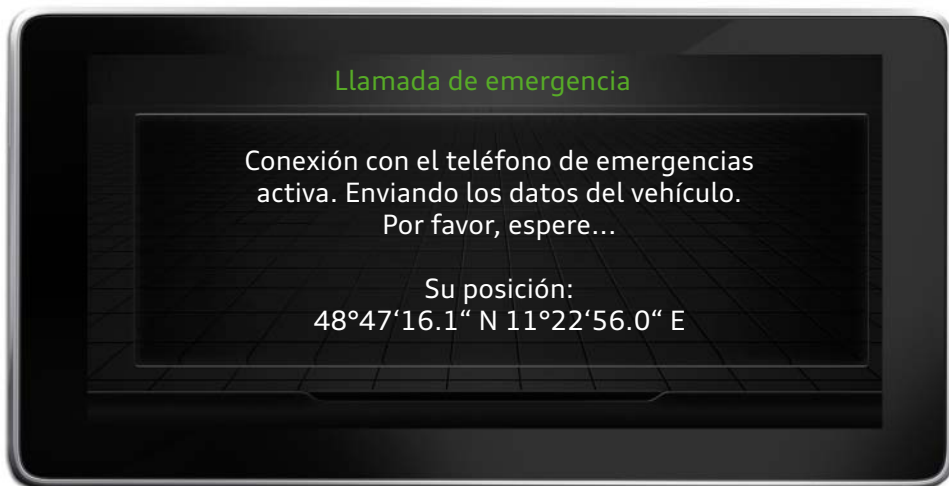 Llamada de emergencia
Conexión con el teléfono de emergencias
activa. Enviando los datos del vehículo.
Por favor, espere...
Su posición:
48°47‘16.1“ N 11°22‘56.0“ E